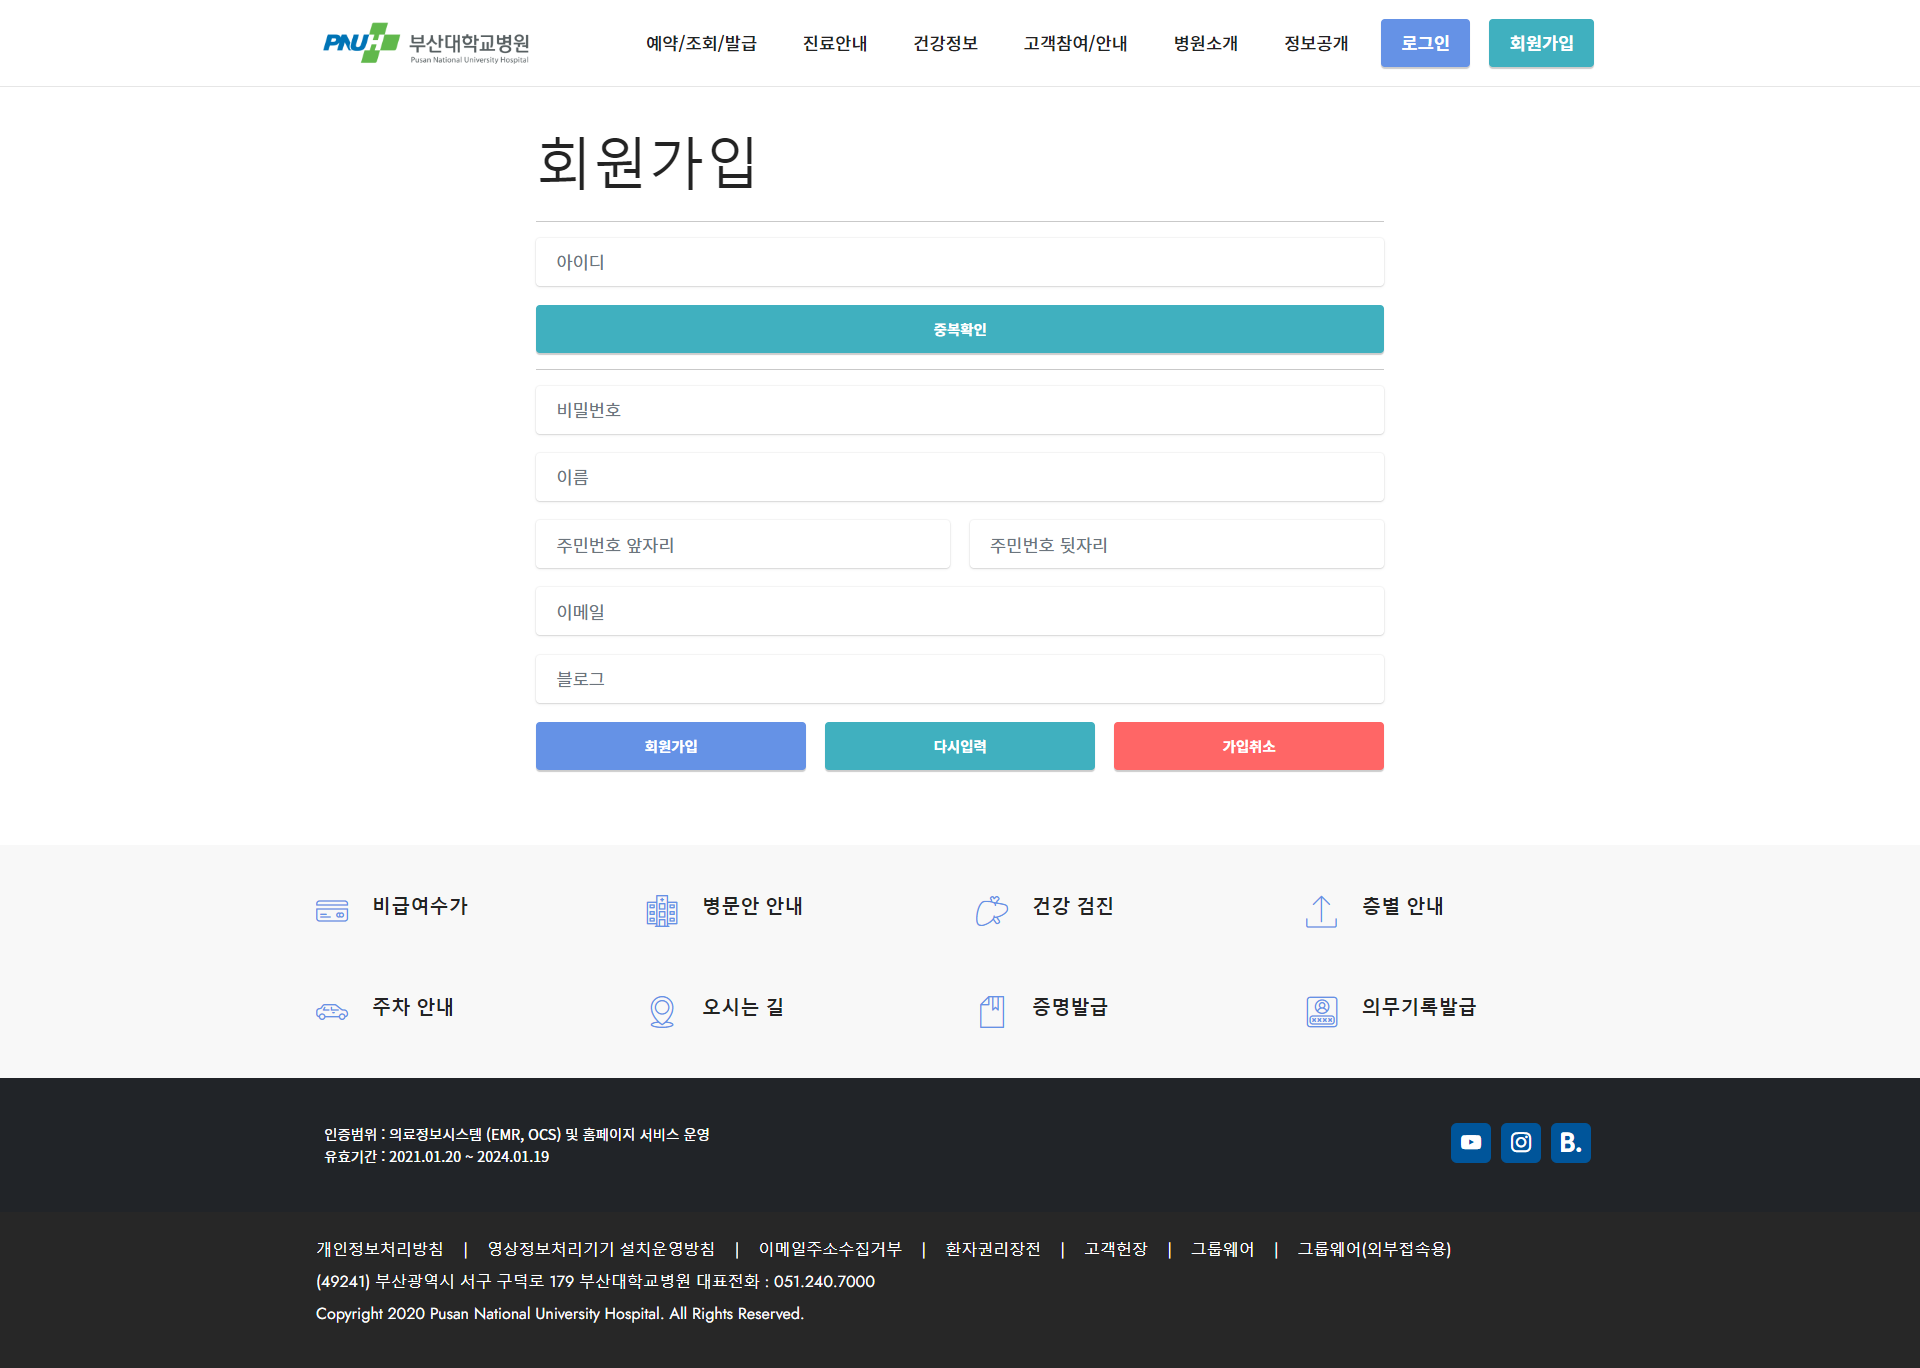 PNUH 부산대학교병원
Pusan National University Hospital
예약/조회/발급 진료안내 건강정보 고객참여/안내 병원소개 정보공개 로그인 회원가입
회원가입
아이디
중복확인
비밀번호
이름
주민번호 앞자리 주민번호 뒷자리
이메일
블로그
회원가입 다시입력 가입취소
비급여수가 병문안 안내 건강 검진 층별 안내
주차 안내 오시는 길 증명발급 의무기록발급
인증범위 : 의료정보시스템 (EMR, OCS) 및 홈페이지 서비스 운영
유효기간 : 2021.01.20 ~ 2024.01.19
B.
개인정보처리방침 | 영상정보처리기기 설치운영방침 | 이메일주소수집거부 | 환자권리장전 | 고객헌장 | 그룹웨어 | 그룹웨어(외부접속용)
(49241) 부산광역시 서구 구덕로 179 부산대학교병원 대표전화 : 051.240.7000
Copyright 2020 Pusan National University Hospital. All Rights Reserved.